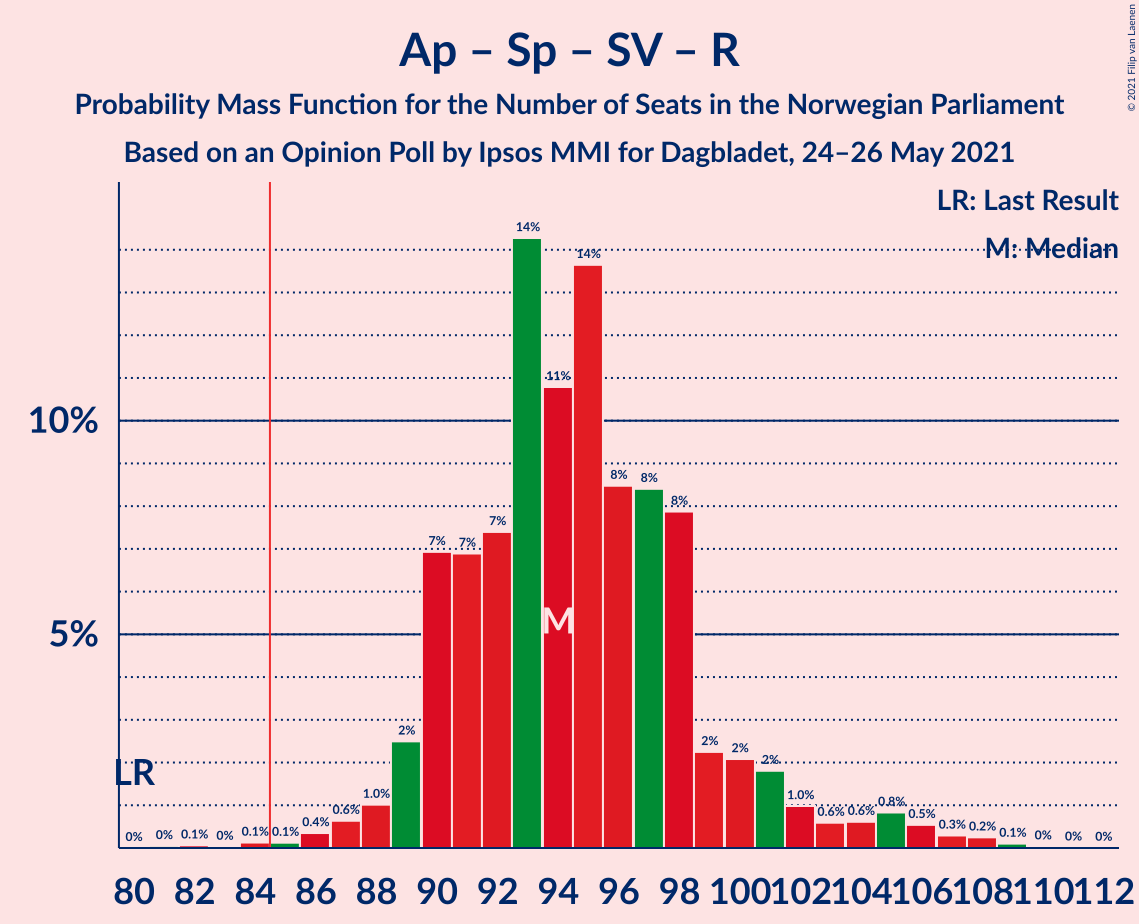 Ap – Sp – SV – R
Probability Mass Function for the Number of Seats in the Norwegian Parliament
Based on an Opinion Poll by Ipsos MMI for Dagbladet, 24–26 May 2021
© 2021 Filip van Laenen
LR: Last Result
M: Median
10%
5%
LR
M
0% 0% 0.1% 0% 0.1% 0.1% 0.4% 0.6% 1.0% 2% 7% 7% 7% 14% 11% 14% 8% 8% 8% 2% 2% 2% 1.0% 0.6% 0.6% 0.8% 0.5% 0.3% 0.2% 0.1% 0% 0% 0%
80 82 84 86 88 90 92 94 96 98 100 102 104 106 108 110 112